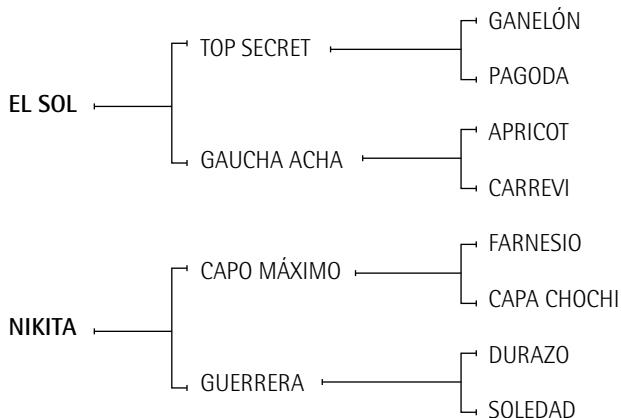 GANELÓN
TOP SECRET
PAGODA
EL SOL
APRICOT
GAUCHA ACHA
CARREVI
FARNESIO
CAPO MÁXIMO
CAPA CHOCHI
NIKITA
DURAZO
GUERRERA
SOLEDAD